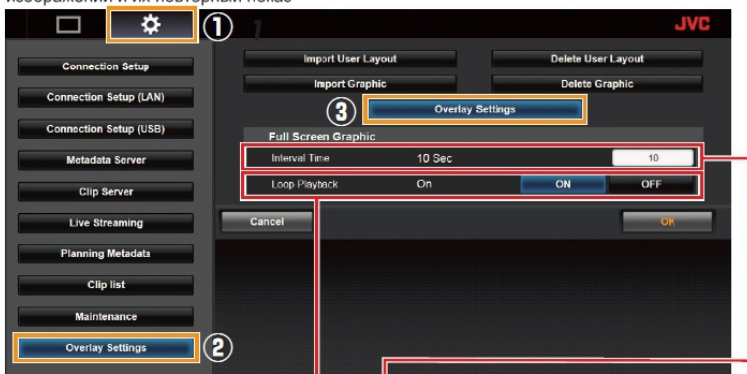 изображений и их повторный показ
①
JVC
Connection Setup
Connection Setup (LAN)
Connection Setup (USB)
Metadata Server
Clip Server
Live Streaming
Planning Metadata
Clip list
Maintenance
Overlay Settings
②
Import User Layout
Delete User Layout
Import Graphic
Delete Graphic
③
Overlay Settings
Full Screen Graphic
Interval Time
10 Sec
10
Loop Playback
On
ON
OFF
Cancel
OK